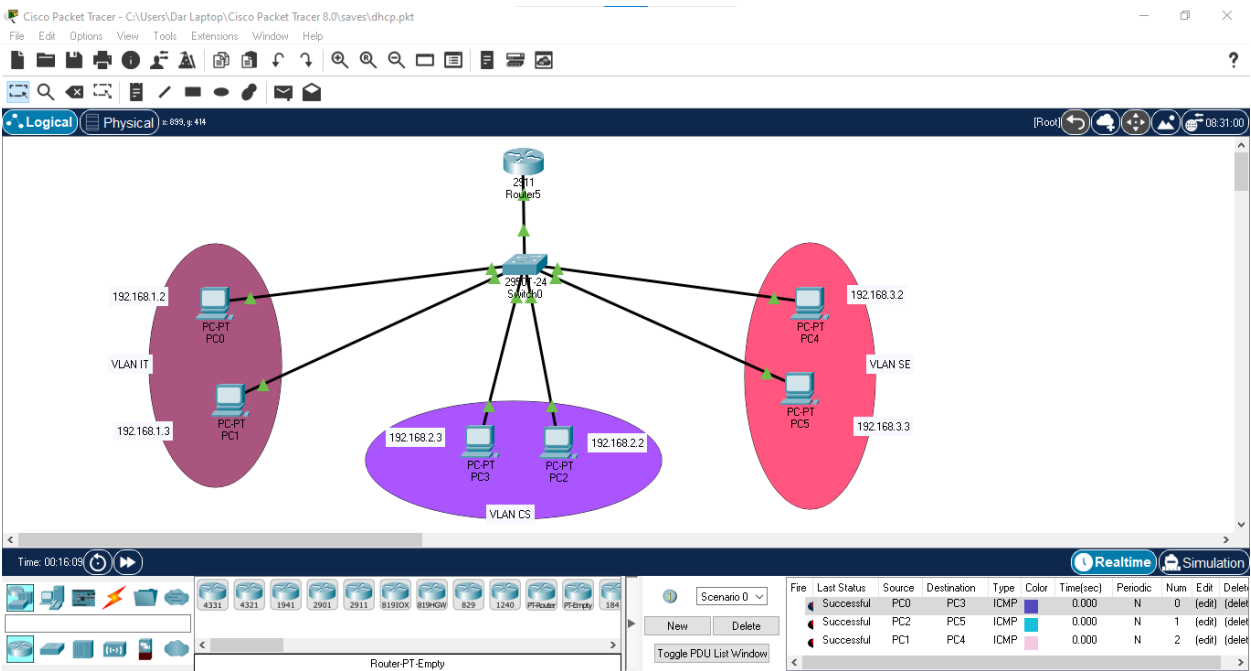 Cisco Packet Tracer - C:\Users\Dar Laptop\Cisco Packet Tracer 8.0\saves\dhcp.pkt
File Edit Options View Tools Extensions Window Help
Logical Physical x: 899, y: 414 [Root] 08:31:00
2911
Router5
2950T-24
Switch0
192.168.1.2
PC-PT
PC0
VLAN IT
192.168.1.3
PC-PT
PC1
192.168.2.3
PC-PT
PC3
192.168.2.2
PC-PT
PC2
VLAN CS
192.168.3.2
PC-PT
PC4
VLAN SE
PC-PT
PC5
192.168.3.3
Time: 00:16:09 Realtime Simulation
4331 4321 1941 2901 2911 819IOX 819HGW 829 1240 PT-Router PT-Empty 184
Router-PT-Empty
Scenario 0
New Delete
Toggle PDU List Window
Fire Last Status Source Destination Type Color Time(sec) Periodic Num Edit Delet
Successful PC0 PC3 ICMP 0.000 N 0 (edit) (delet
Successful PC2 PC5 ICMP 0.000 N 1 (edit) (delet
Successful PC1 PC4 ICMP 0.000 N 2 (edit) (delet